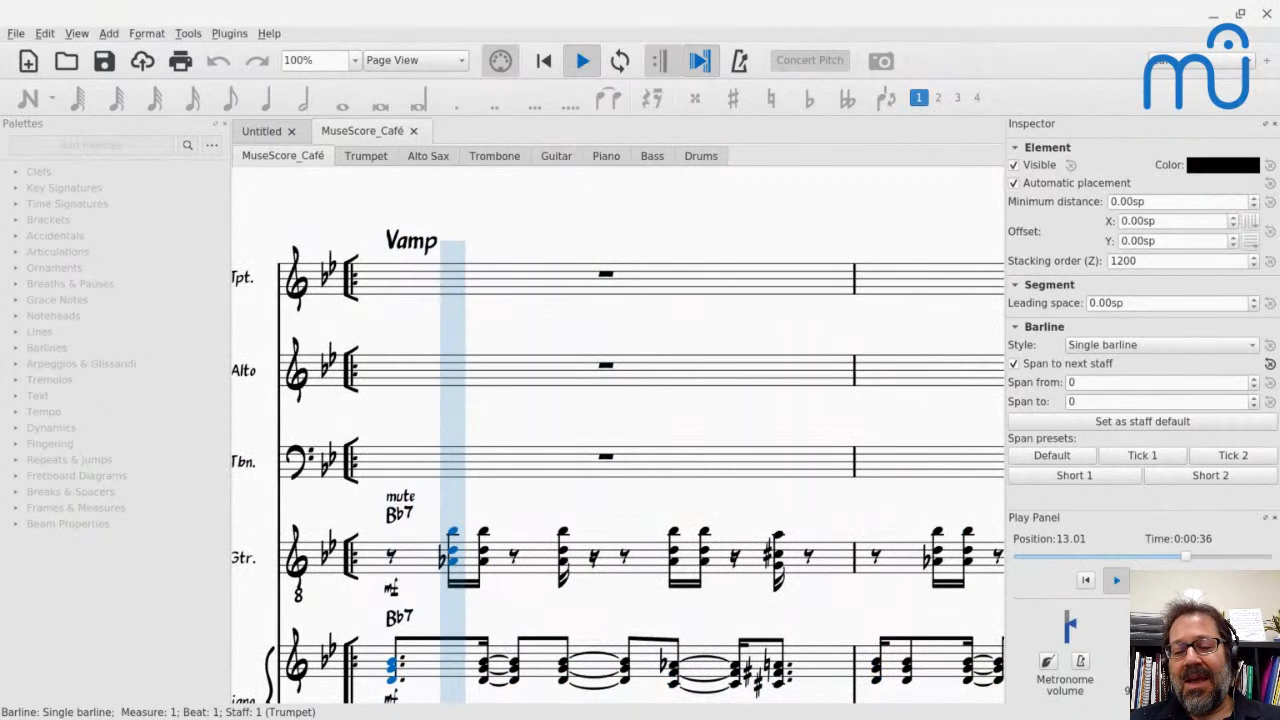 File Edit View Add Format Tools Plugins Help
100% Page View Concert Pitch
1 2 3 4
Palettes
Untitled MuseScore_Café
MuseScore_Café Trumpet Alto Sax Trombone Guitar Piano Bass Drums
Clefs
Key Signatures
Time Signatures
Brackets
Accidentals
Articulations
Ornaments
Breaths & Pauses
Grace Notes
Noteheads
Lines
Barlines
Arpeggios & Glissandi
Tremolos
Text
Tempo
Dynamics
Fingering
Repeats & Jumps
Fretboard Diagrams
Breaks & Spacers
Frames & Measures
Beam Properties
Vamp
Tpt.
Alto
Tbn.
mute
Bb7
Gtr.
mf
8
Bb7
mf
Inspector
Element
Visible Color:
Automatic placement
Minimum distance: 0.00sp
Offset: X: 0.00sp
Y: 0.00sp
Stacking order (Z): 1200
Segment
Leading space: 0.00sp
Barline
Style: Single barline
Span to next staff
Span from: 0
Span to: 0
Set as staff default
Span presets:
Default Tick 1 Tick 2
Short 1 Short 2
Play Panel
Position:13.01 Time:0:00:36
Metronome
volume
Barline: Single barline; Measure: 1; Beat: 1; Staff: 1 (Trumpet)